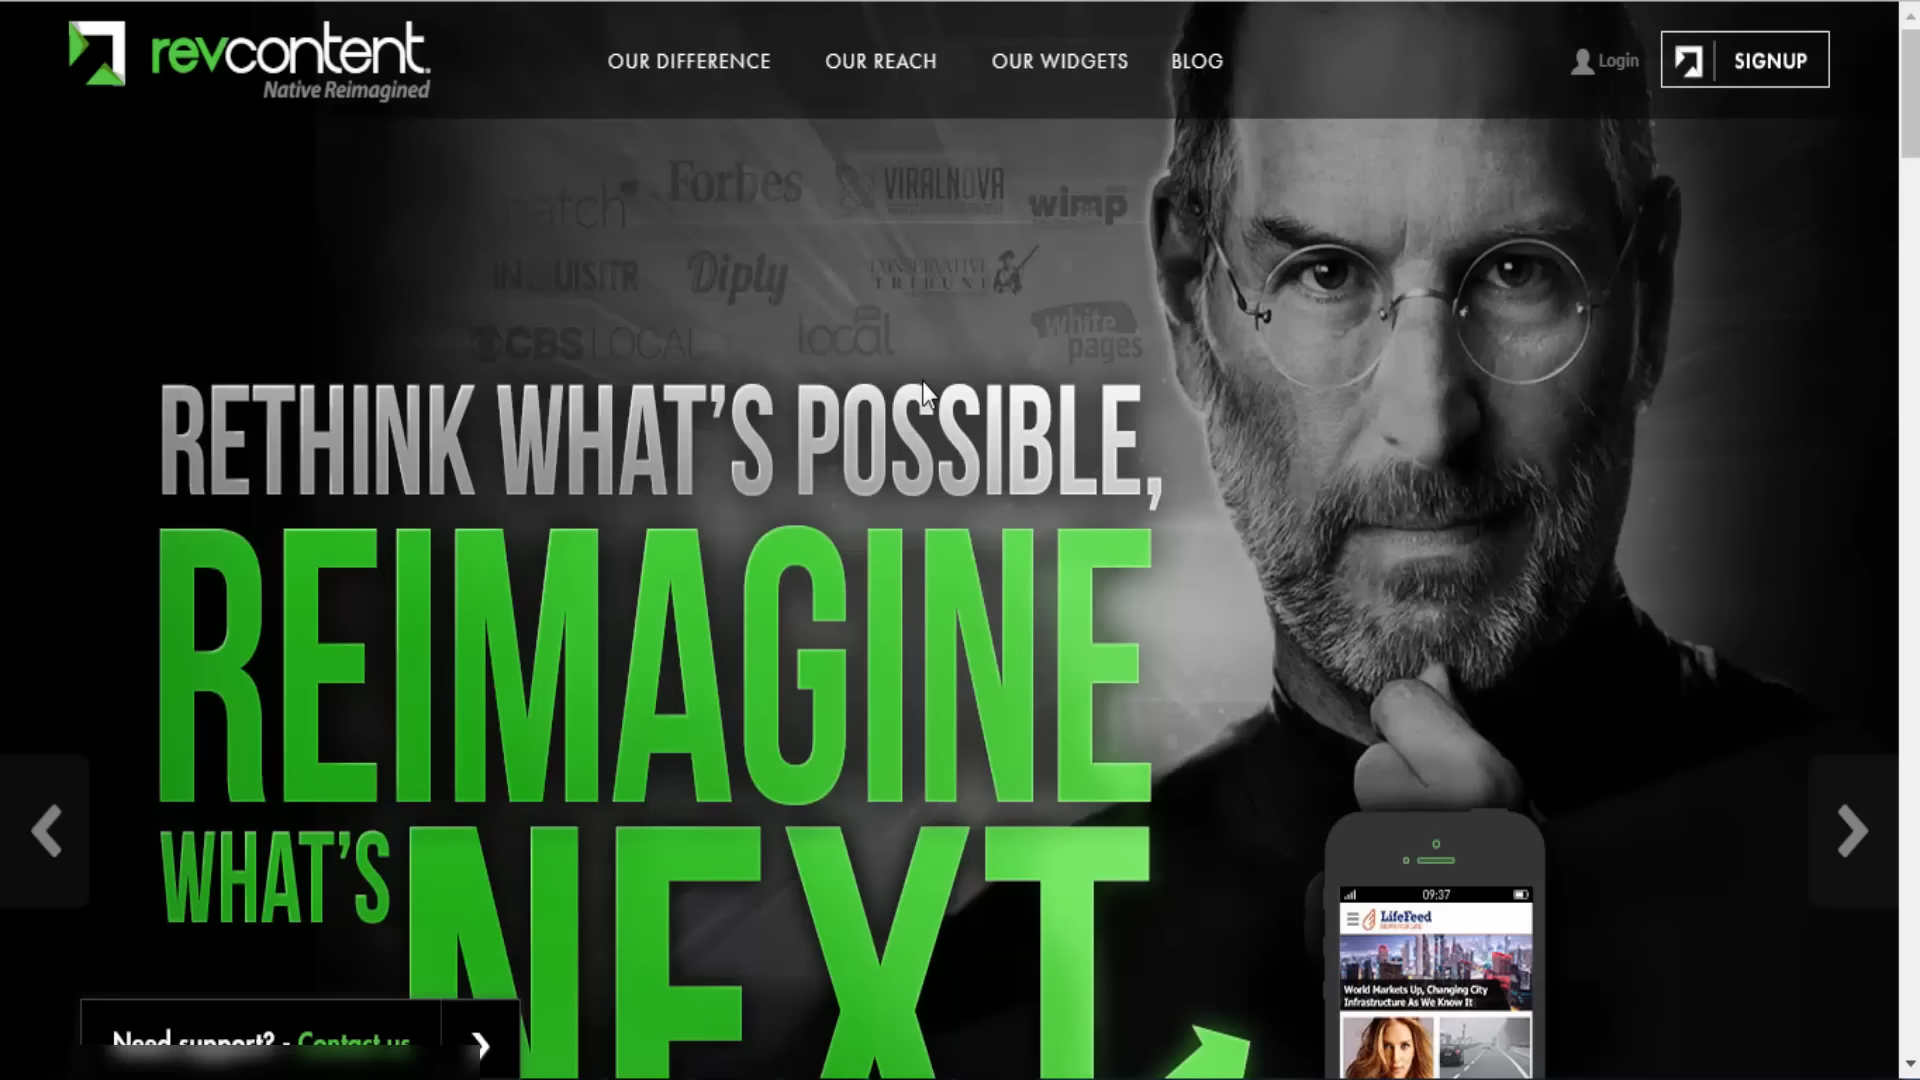 revcontent.
Native Reimagined
OUR DIFFERENCE OUR REACH OUR WIDGETS BLOG
Login
SIGNUP
Forbes VIRALNOVA wimp
Diply CONSERVATIVE TRIBUNE
CBS LOCAL local white pages
RETHINK WHAT'S POSSIBLE,
REIMAGINE
WHAT'S NEXT
Need support? - Contact us
09:37
LifeFeed
World Markets Up, Changing City
Infrastructure As We Know It